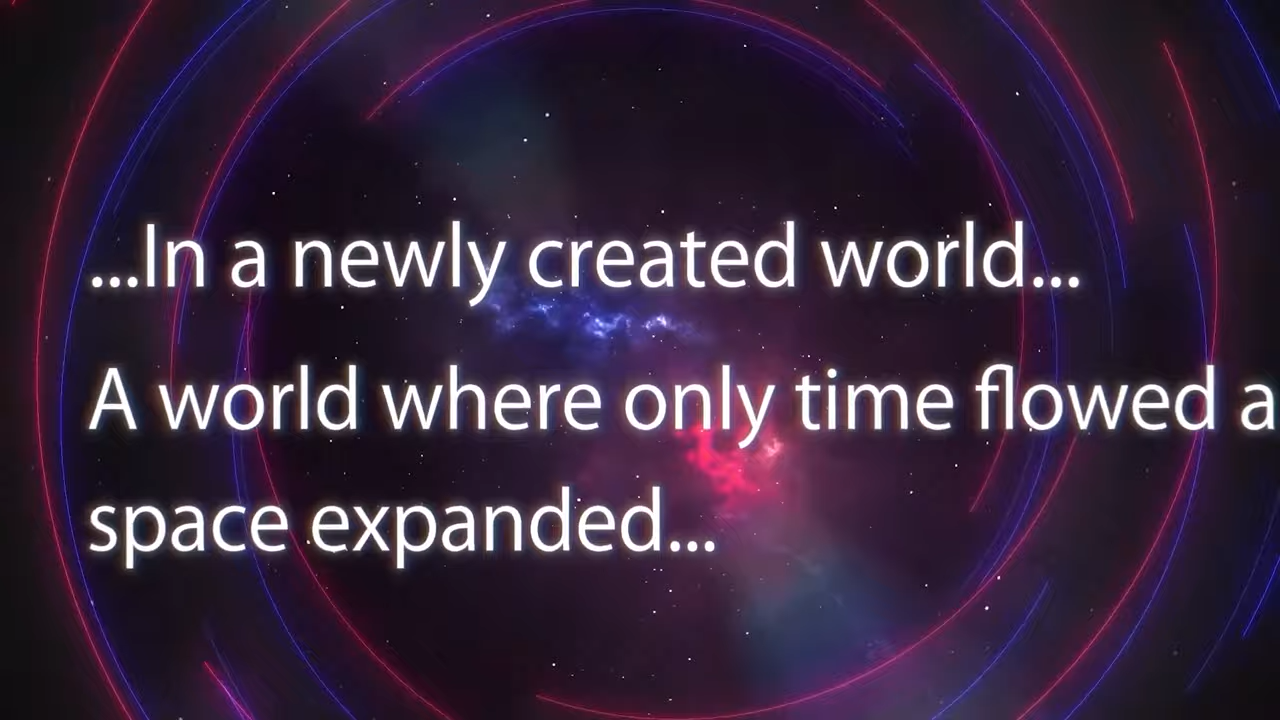 ...In a newly created world...
A world where only time flowed a
space expanded...